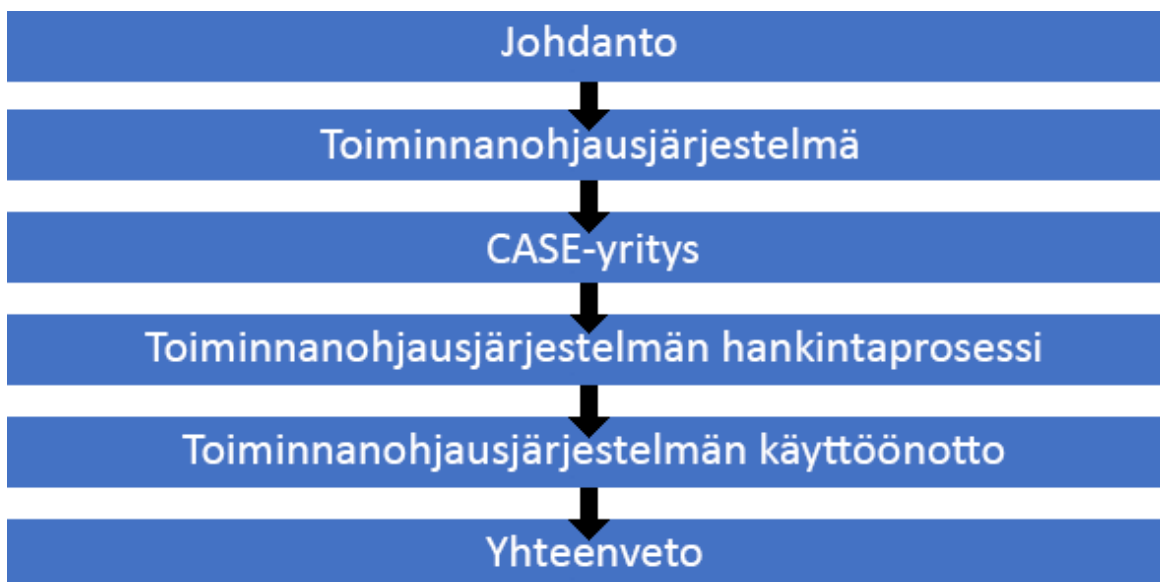 Johdanto
Toiminnanohjausjärjestelmä
CASE-yritys
Toiminnanohjausjärjestelmän hankintaprosessi
Toiminnanohjausjärjestelmän käyttöönotto
Yhteenveto